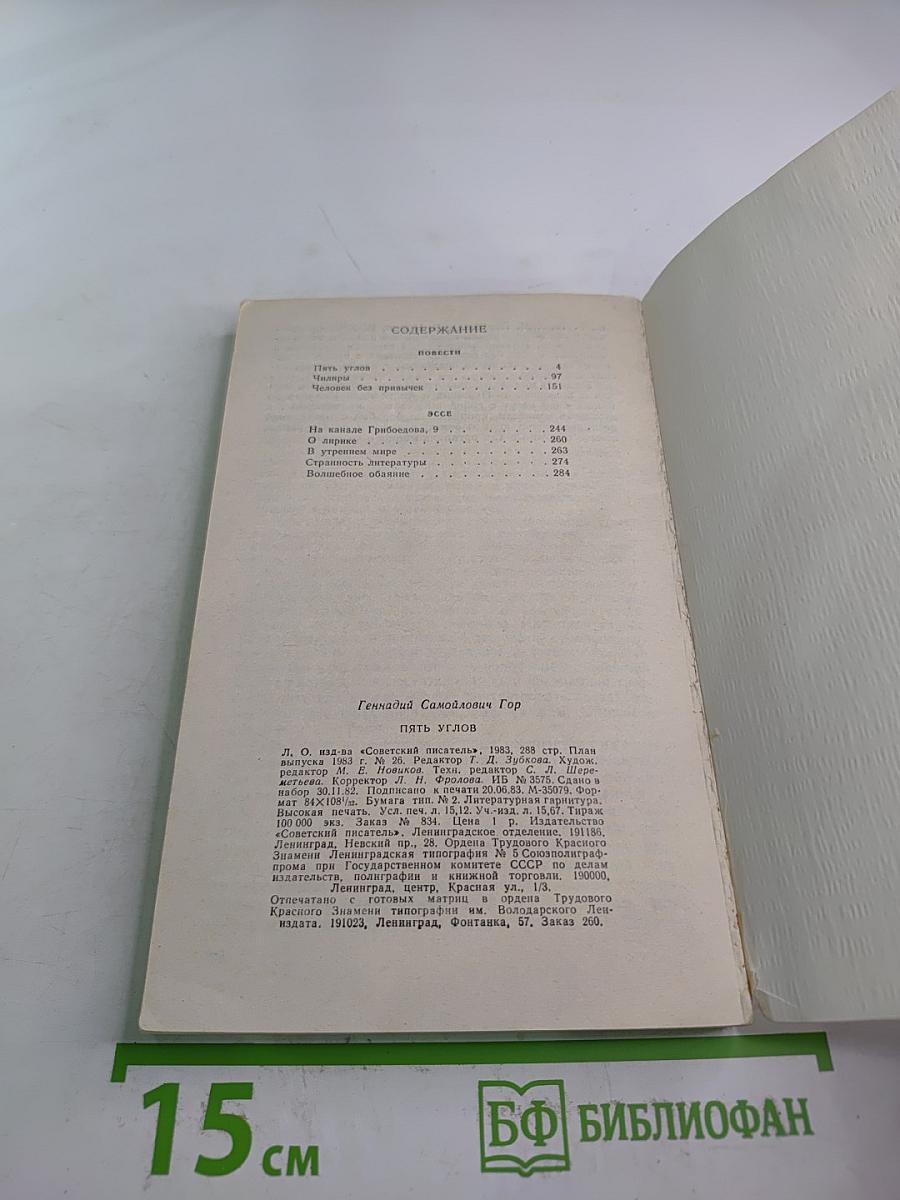 СОДЕРЖАНИЕ
ПОВЕСТИ
Пять углов . . . . . . . . . . . . . 4
Чилиры . . . . . . . . . . . . . . 97
Человек без привычек . . . . . . . . . 151
ЭССЕ
На канале Грибоедова, 9 . . . . . . . . 244
О лирике . . . . . . . . . . . . . 260
В утреннем мире . . . . . . . . . . . 263
Странность литературы . . . . . . . . . 274
Волшебное обаяние . . . . . . . . . . 284
Геннадий Самойлович Гор
ПЯТЬ УГЛОВ
Л. О. изд-ва «Советский писатель», 1983, 288 стр. План
выпуска 1983 г. № 26. Редактор Т. Д. Зубкова. Худож.
редактор М. Е. Новиков. Техн. редактор С. Л. Шере-
метьева. Корректор Л. Н. Фролова. ИБ № 3575. Сдано в
набор 30.11.82. Подписано к печати 20.06.83. М-35079. Фор-
мат 84×108¹/₃₂. Бумага тип. № 2. Литературная гарнитура.
Высокая печать. Усл. печ. л. 15,12. Уч.-изд. л. 15,67. Тираж
100 000 экз. Заказ № 834. Цена 1 р. Издательство
«Советский писатель». Ленинградское отделение. 191186,
Ленинград, Невский пр., 28. Ордена Трудового Красного
Знамени Ленинградская типография № 5 Союзполиграф-
прома при Государственном комитете СССР по делам
издательств, полиграфии и книжной торговли. 190000,
Ленинград, центр, Красная ул., 1/3.
Отпечатано с готовых матриц в ордена Трудового
Красного Знамени типографии им. Володарского Лен-
издата. 191023, Ленинград, Фонтанка, 57. Заказ 260.
15 см
БФ БИБЛИОФАН